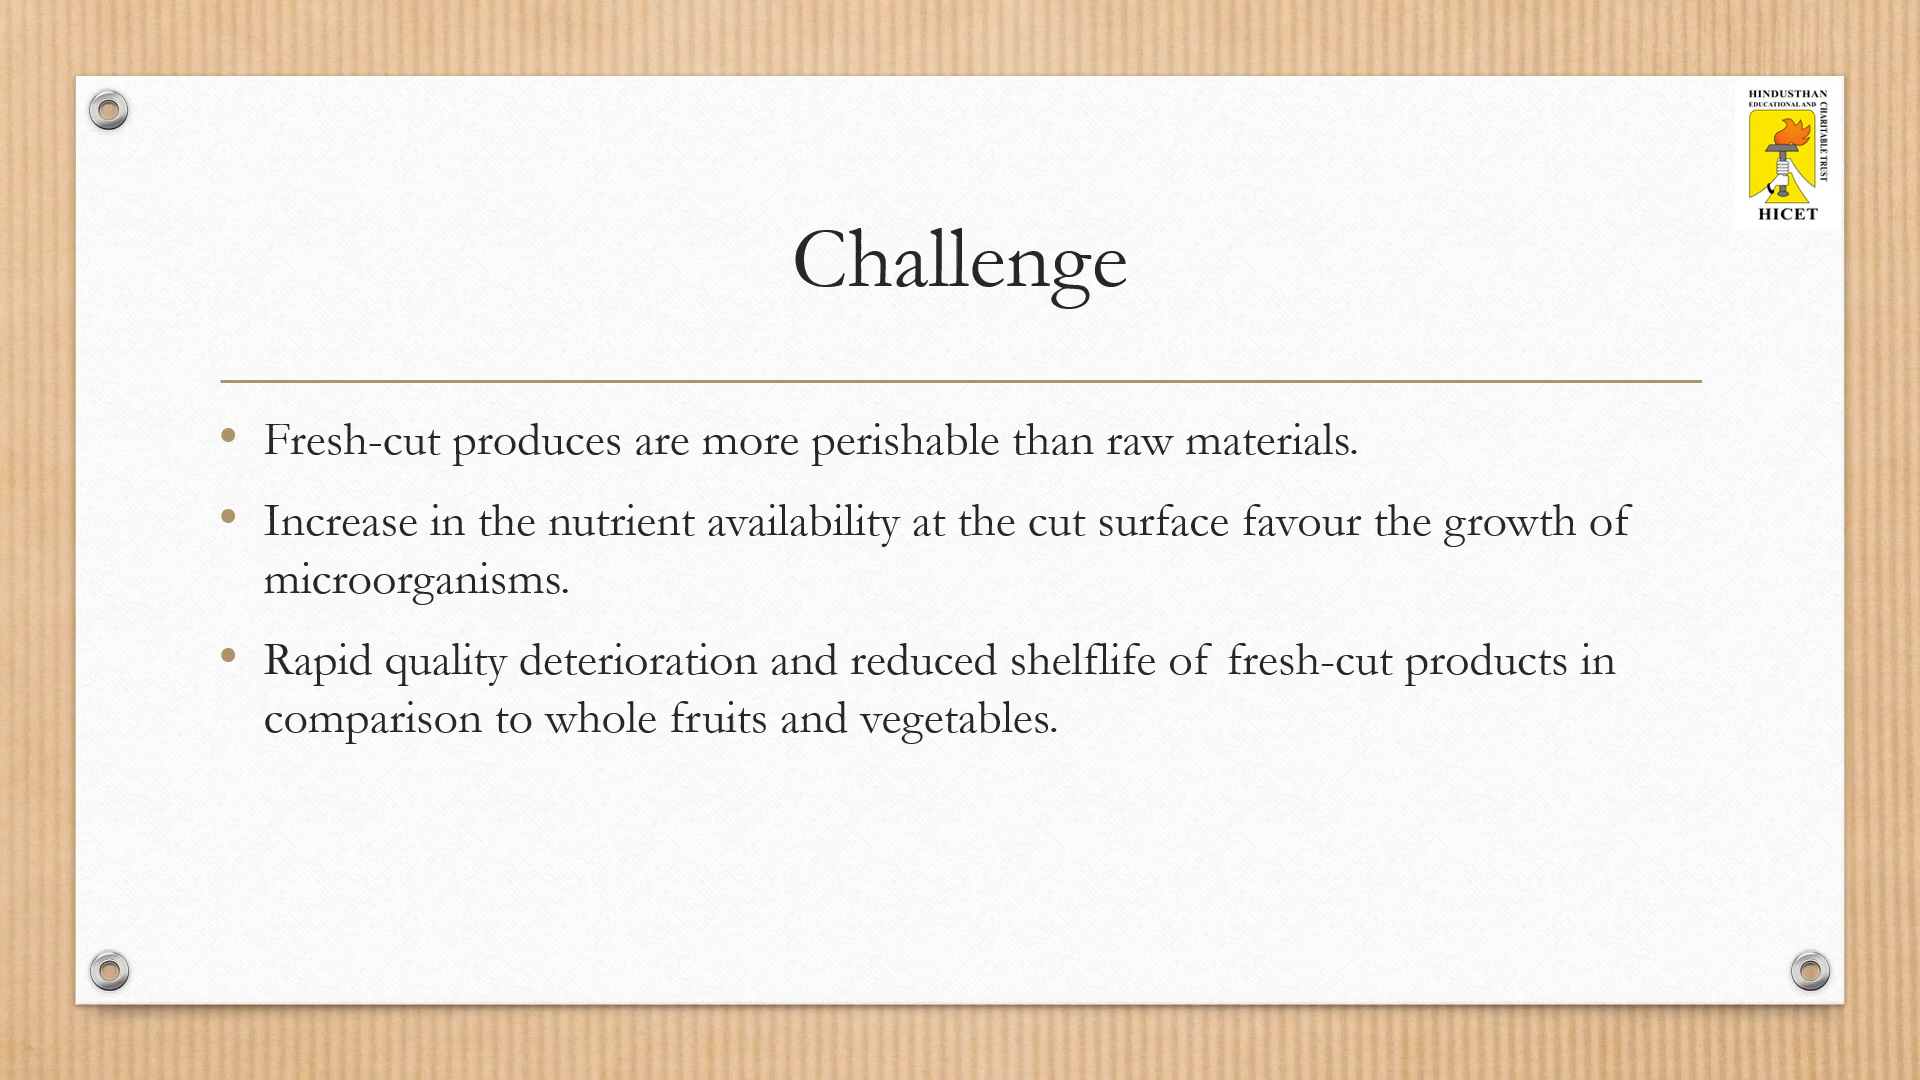 HINDUSTHAN
EDUCATIONAL AND
CHARITABLE TRUST
HICET
Challenge
• Fresh-cut produces are more perishable than raw materials.
• Increase in the nutrient availability at the cut surface favour the growth of
microorganisms.
• Rapid quality deterioration and reduced shelflife of fresh-cut products in
comparison to whole fruits and vegetables.